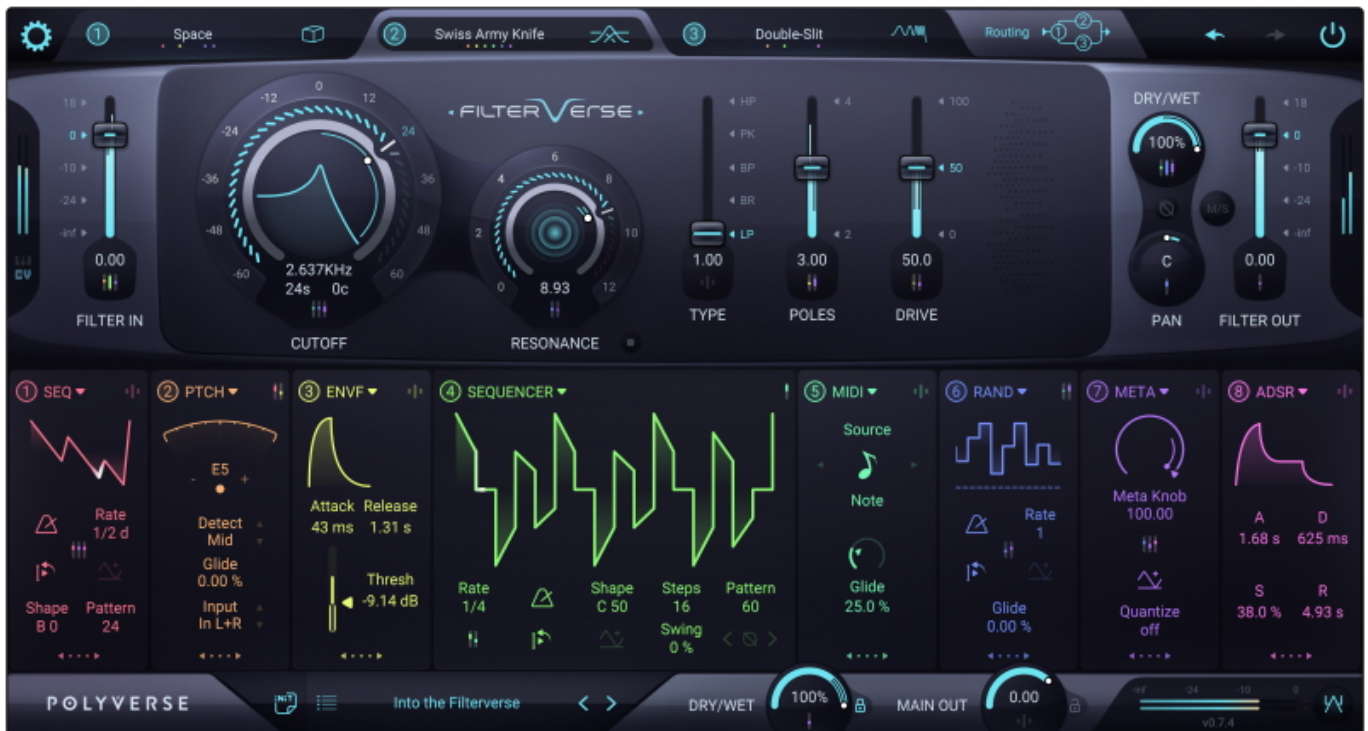 1 Space 2 Swiss Army Knife 3 Double-Slit Routing 1 2 3
FILTERVERSE
18
0
-10
-24
-inf
0.00
FILTER IN
CV
-60 -48 -36 -24 -12 0 12 24 36 48 60
2.637KHz
24s 0c
CUTOFF
0 2 4 6 8 10 12
8.93
RESONANCE
HP
PK
BP
BR
LP
1.00
TYPE
4
2
3.00
POLES
100
50
0
50.0
DRIVE
DRY/WET
100%
M/S
C
PAN
18
0
-10
-24
-inf
0.00
FILTER OUT
1 SEQ
Rate
1/2 d
Shape Pattern
B 0 24
2 PTCH
E5
- +
Detect
Mid
Glide
0.00 %
Input
In L+R
3 ENVF
Attack Release
43 ms 1.31 s
Thresh
-9.14 dB
4 SEQUENCER
Rate Shape Steps Pattern
1/4 C 50 16 60
Swing
0 %
5 MIDI
Source
Note
Glide
25.0 %
6 RAND
Rate
1
Glide
0.00 %
7 META
Meta Knob
100.00
Quantize
off
8 ADSR
A D
1.68 s 625 ms
S R
38.0 % 4.93 s
POLYVERSE INIT Into the Filterverse DRY/WET 100% MAIN OUT 0.00
-inf -24 -10 0
v0.7.4